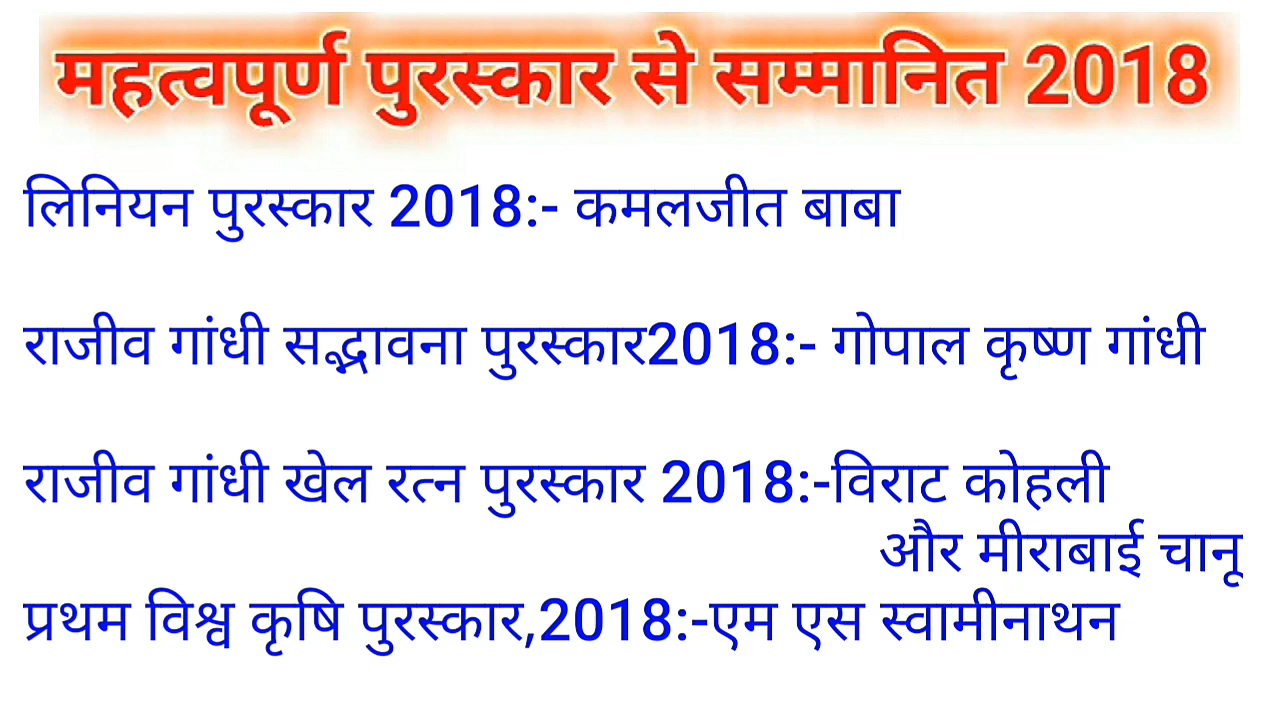 महत्वपूर्ण पुरस्कार से सम्मानित 2018
लिनियन पुरस्कार 2018:- कमलजीत बाबा
राजीव गांधी सद्भावना पुरस्कार2018:- गोपाल कृष्ण गांधी
राजीव गांधी खेल रत्न पुरस्कार 2018:-विराट कोहली
और मीराबाई चानू
प्रथम विश्व कृषि पुरस्कार,2018:-एम एस स्वामीनाथन